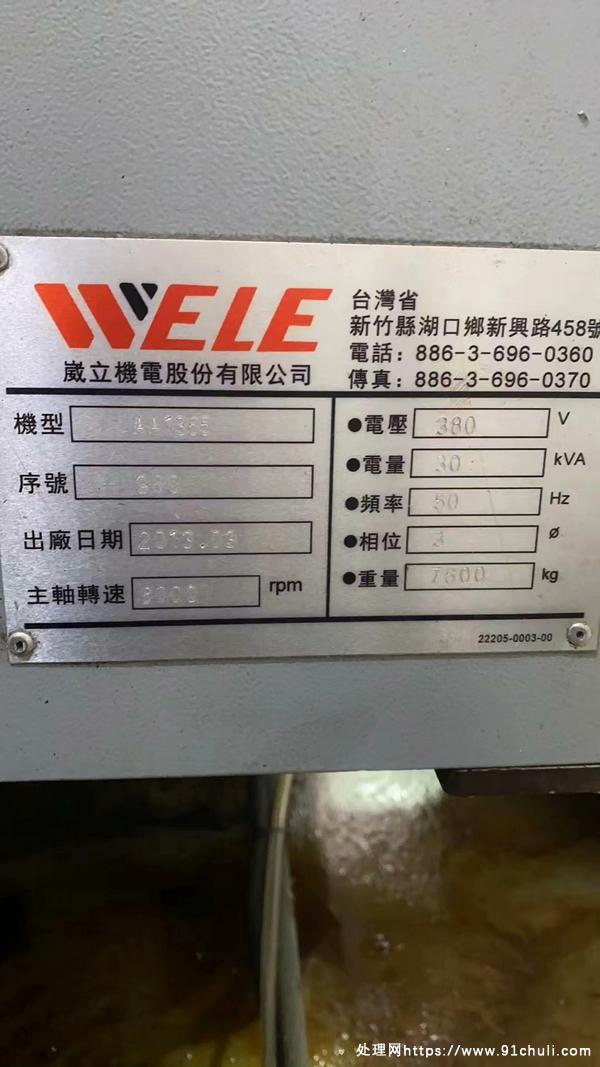 WELE
崴立機電股份有限公司
台灣省
新竹縣湖口鄉新興路458號
電話：886-3-696-0360
傳真：886-3-696-0370
機型
序號
出廠日期 2013.03
主軸轉速 rpm
●電壓 380 V
●電量 30 kVA
●頻率 50 Hz
●相位 3 ø
●重量 7600 kg
22205-0003-00
处理网https://www.91chuli.com/